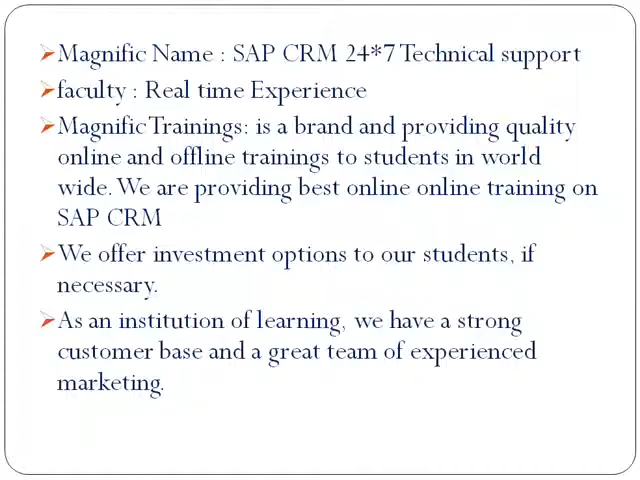 Magnific Name : SAP CRM 24*7 Technical support
faculty : Real time Experience
Magnific Trainings: is a brand and providing quality
online and offline trainings to students in world
wide. We are providing best online online training on
SAP CRM
We offer investment options to our students, if
necessary.
As an institution of learning, we have a strong
customer base and a great team of experienced
marketing.